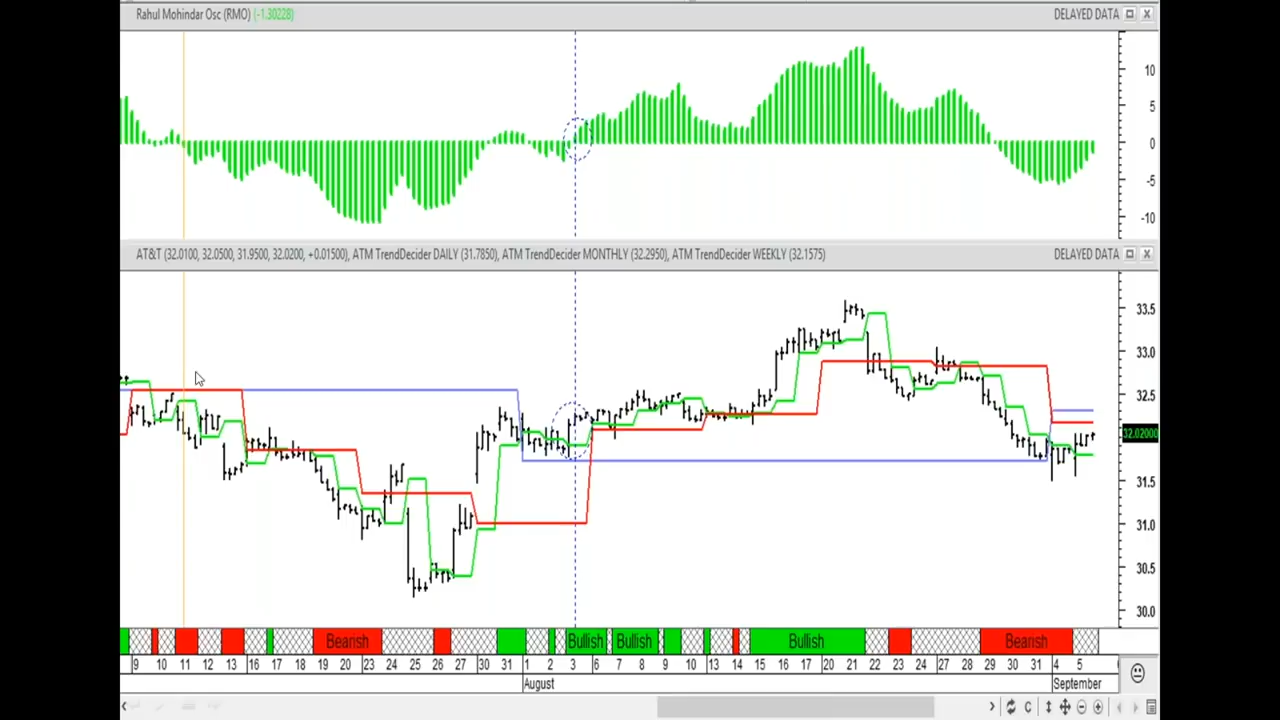 Rahul Mohindar Osc (RMO) (-1.30228) DELAYED DATA
10
5
0
-5
-10
AT&T (32.0100, 32.0500, 31.9500, 32.0200, +0.01500), ATM TrendDecider DAILY (31.7850), ATM TrendDecider MONTHLY (32.2950), ATM TrendDecider WEEKLY (32.1575) DELAYED DATA
33.5
33.0
32.5
32.02000
31.5
31.0
30.5
30.0
Bearish Bullish Bullish Bullish Bearish
9 10 11 12 13 16 17 18 19 20 23 24 25 26 27 30 31 1 2 3 6 7 8 9 10 13 14 15 16 17 20 21 22 23 24 27 28 29 30 31 4 5
August September